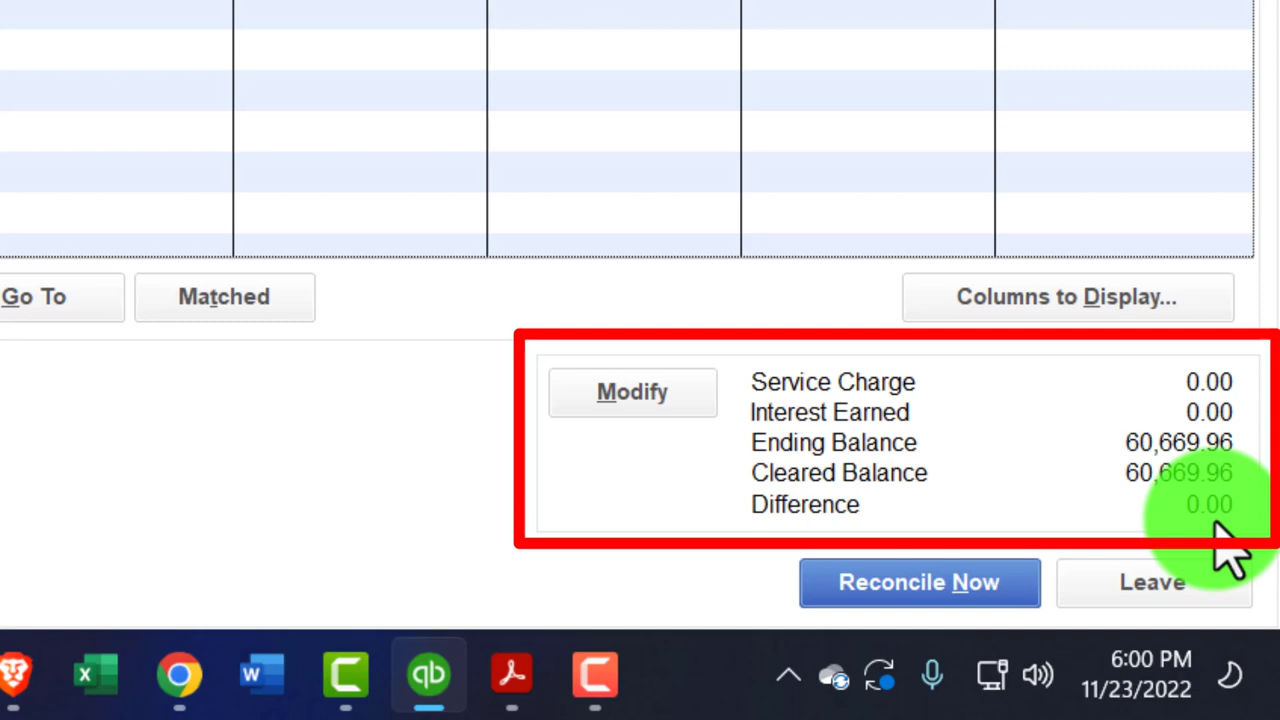 Go To
Matched
Columns to Display...
Modify
Service Charge 0.00
Interest Earned 0.00
Ending Balance 60,669.96
Cleared Balance 60,669.96
Difference 0.00
Reconcile Now
Leave
X
W
C
qb
C
6:00 PM
11/23/2022